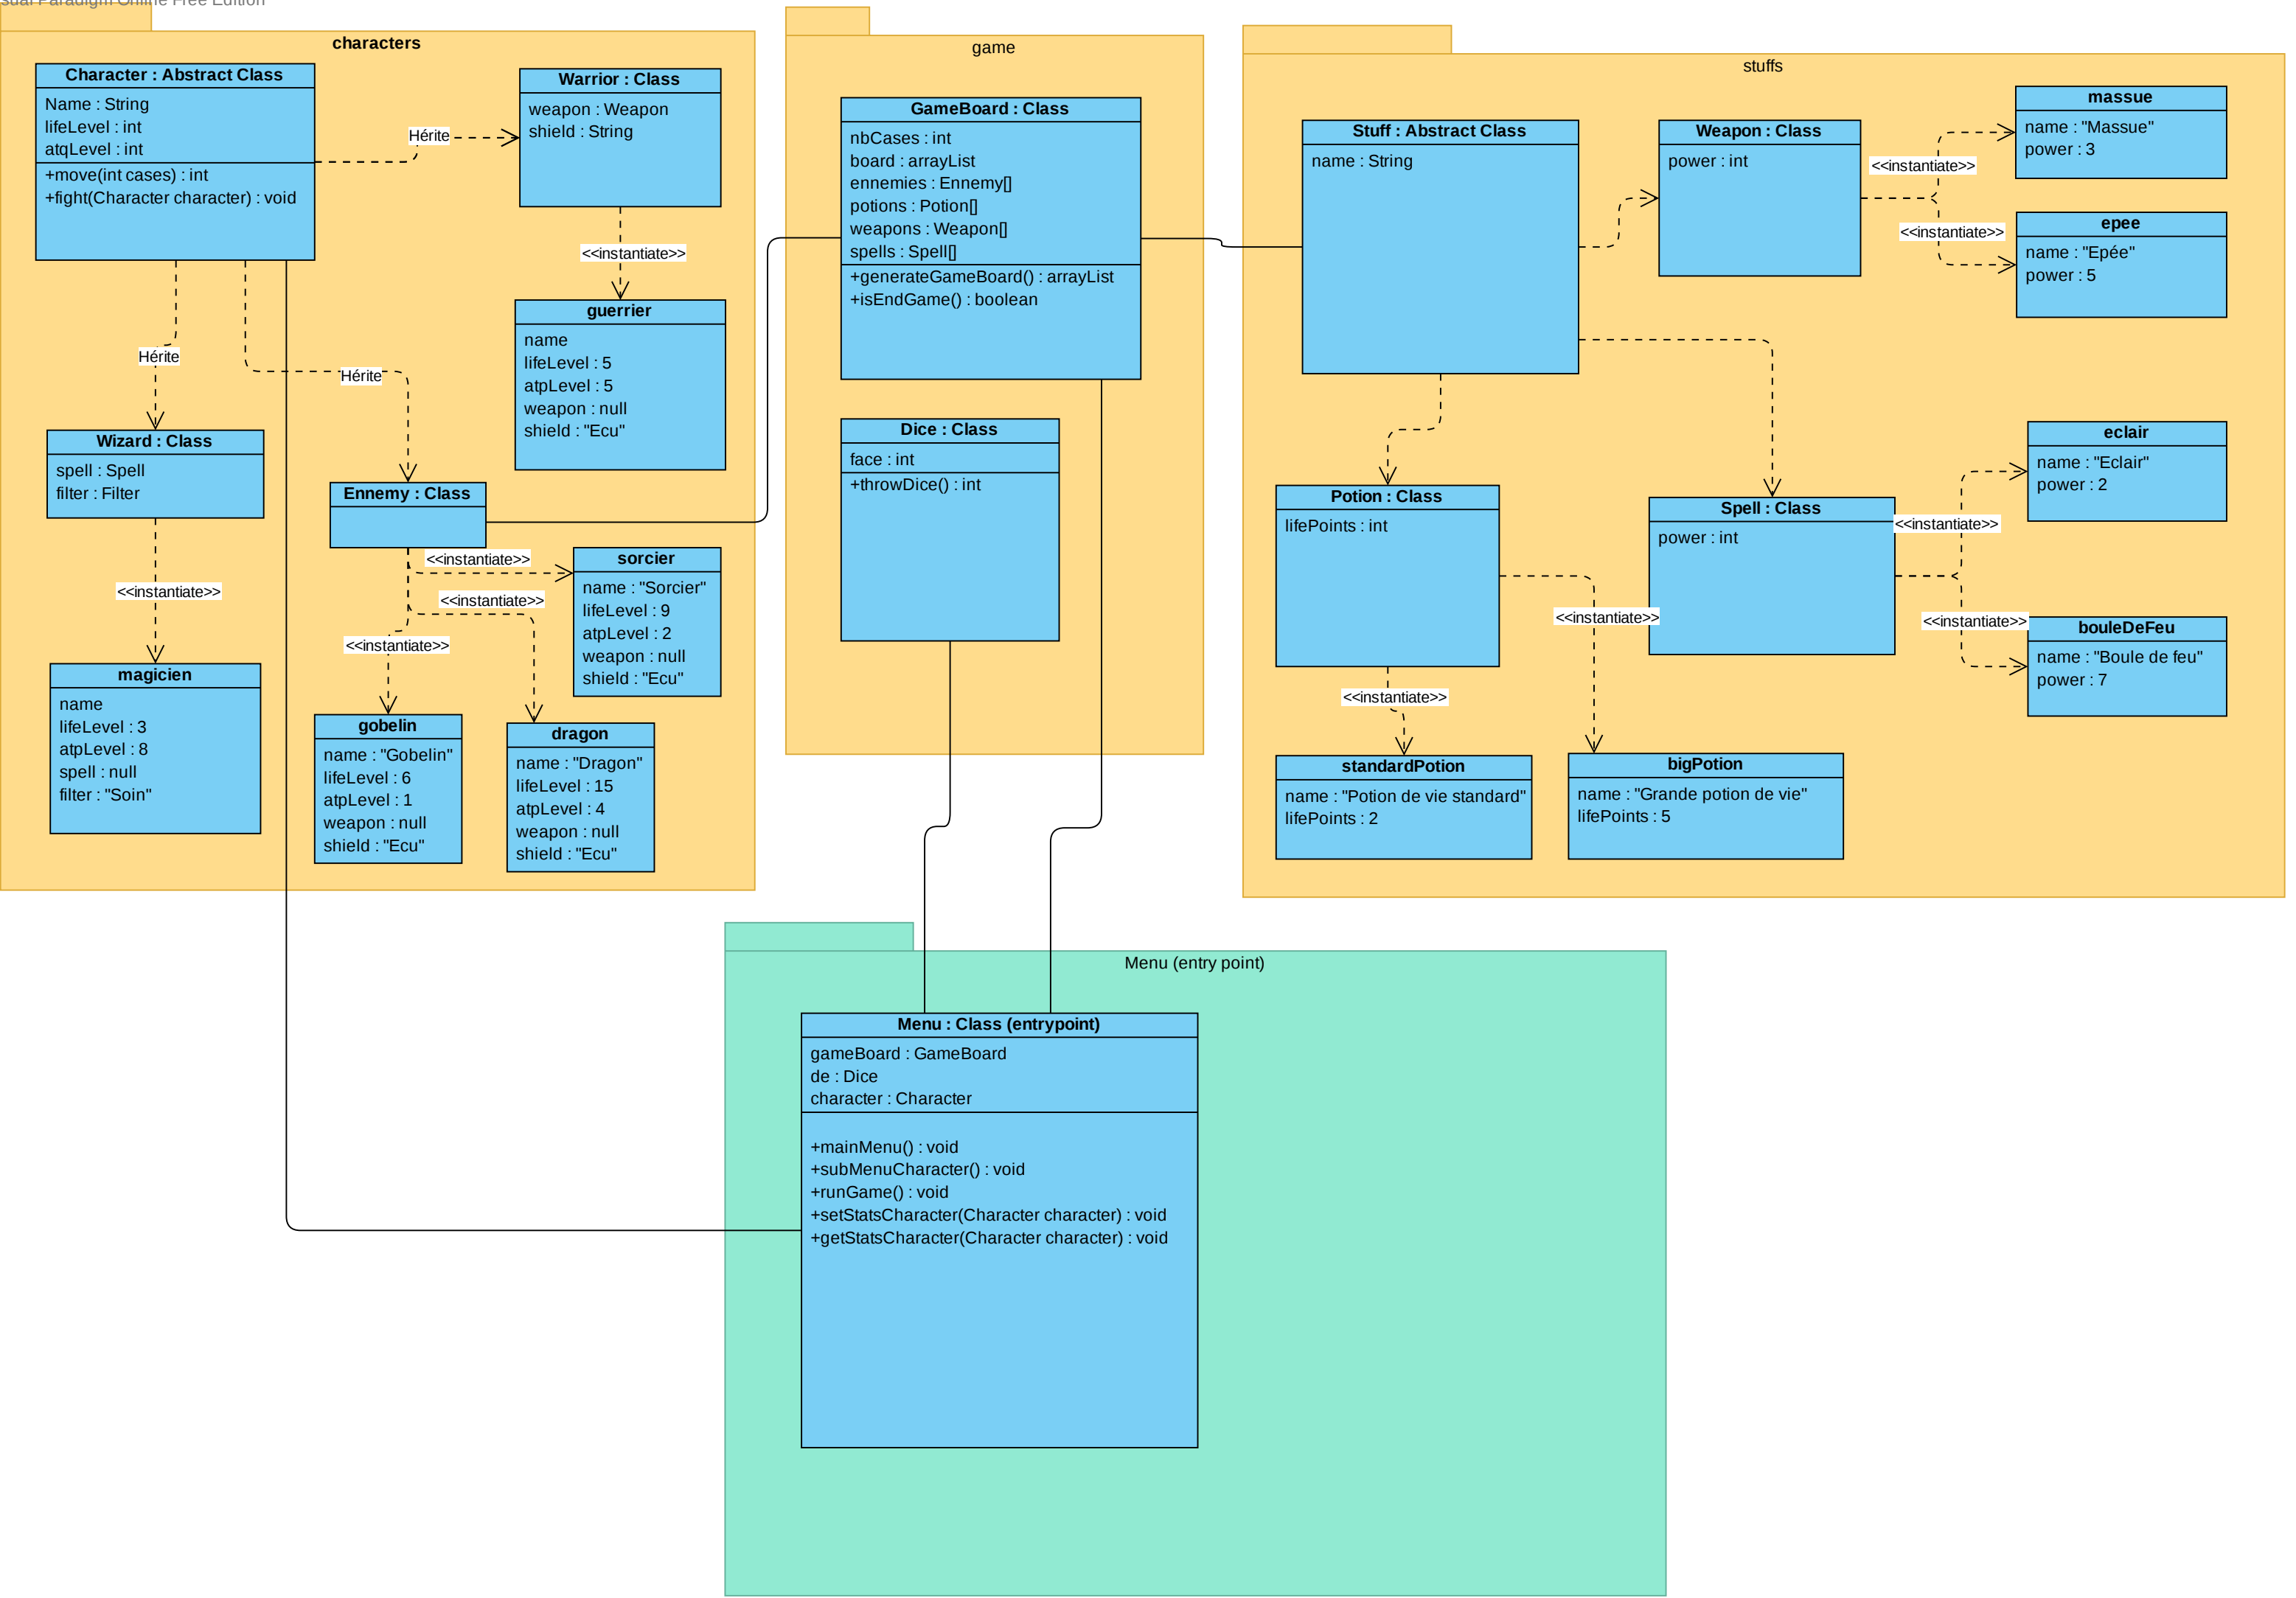 Paradigm Online Free Edition
characters
Character : Abstract Class
Name : String
lifeLevel : int
atqLevel : int
+move(int cases) : int
+fight(Character character) : void
Hérite
Warrior : Class
weapon : Weapon
shield : String
<<instantiate>>
guerrier
name
lifeLevel : 5
atpLevel : 5
weapon : null
shield : "Ecu"
Hérite
Hérite
Wizard : Class
spell : Spell
filter : Filter
<<instantiate>>
magicien
name
lifeLevel : 3
atpLevel : 8
spell : null
filter : "Soin"
Ennemy : Class
<<instantiate>>
<<instantiate>>
<<instantiate>>
sorcier
name : "Sorcier"
lifeLevel : 9
atpLevel : 2
weapon : null
shield : "Ecu"
gobelin
name : "Gobelin"
lifeLevel : 6
atpLevel : 1
weapon : null
shield : "Ecu"
dragon
name : "Dragon"
lifeLevel : 15
atpLevel : 4
weapon : null
shield : "Ecu"
game
GameBoard : Class
nbCases : int
board : arrayList
ennemies : Ennemy[]
potions : Potion[]
weapons : Weapon[]
spells : Spell[]
+generateGameBoard() : arrayList
+isEndGame() : boolean
Dice : Class
face : int
+throwDice() : int
stuffs
Stuff : Abstract Class
name : String
Weapon : Class
power : int
<<instantiate>>
<<instantiate>>
massue
name : "Massue"
power : 3
epee
name : "Epée"
power : 5
Potion : Class
lifePoints : int
<<instantiate>>
<<instantiate>>
Spell : Class
power : int
<<instantiate>>
<<instantiate>>
eclair
name : "Eclair"
power : 2
bouleDeFeu
name : "Boule de feu"
power : 7
standardPotion
name : "Potion de vie standard"
lifePoints : 2
bigPotion
name : "Grande potion de vie"
lifePoints : 5
Menu (entry point)
Menu : Class (entrypoint)
gameBoard : GameBoard
de : Dice
character : Character
+mainMenu() : void
+subMenuCharacter() : void
+runGame() : void
+setStatsCharacter(Character character) : void
+getStatsCharacter(Character character) : void